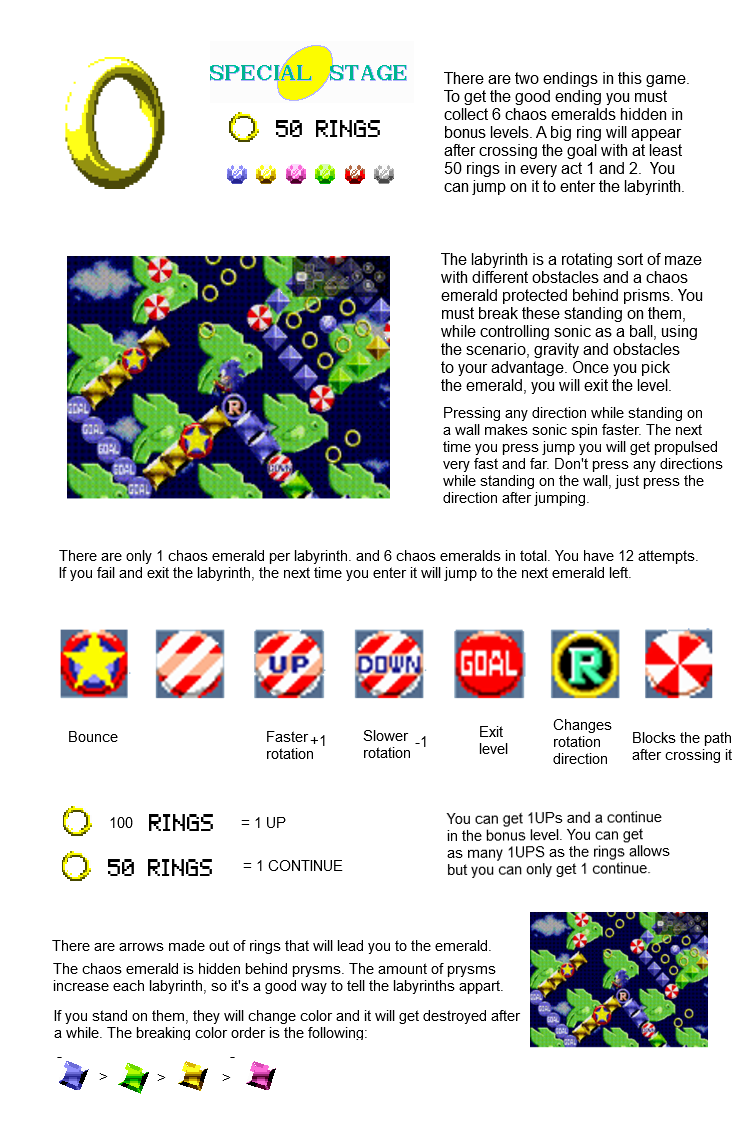 SPECIAL STAGE
50 RINGS
There are two endings in this game.
To get the good ending you must
collect 6 chaos emeralds hidden in
bonus levels. A big ring will appear
after crossing the goal with at least
50 rings in every act 1 and 2. You
can jump on it to enter the labyrinth.
The labyrinth is a rotating sort of maze
with different obstacles and a chaos
emerald protected behind prisms. You
must break these standing on them,
while controlling sonic as a ball, using
the scenario, gravity and obstacles
to your advantage. Once you pick
the emerald, you will exit the level.
Pressing any direction while standing on
a wall makes sonic spin faster. The next
time you press jump you will get propulsed
very fast and far. Don't press any directions
while standing on the wall, just press the
direction after jumping.
R
GOAL
GOAL
GOAL
GOAL
GOAL
DOWN
There are only 1 chaos emerald per labyrinth. and 6 chaos emeralds in total. You have 12 attempts.
If you fail and exit the labyrinth, the next time you enter it will jump to the next emerald left.
UP
DOWN
GOAL
R
Bounce
Faster +1
rotation
Slower -1
rotation
Exit
level
Changes
rotation
direction
Blocks the path
after crossing it
100 RINGS = 1 UP
50 RINGS = 1 CONTINUE
You can get 1UPs and a continue
in the bonus level. You can get
as many 1UPS as the rings allows
but you can only get 1 continue.
There are arrows made out of rings that will lead you to the emerald.
The chaos emerald is hidden behind prysms. The amount of prysms
increase each labyrinth, so it's a good way to tell the labyrinths appart.
If you stand on them, they will change color and it will get destroyed after
a while. The breaking color order is the following:
> > >
R
GOAL
GOAL
GOAL
GOAL